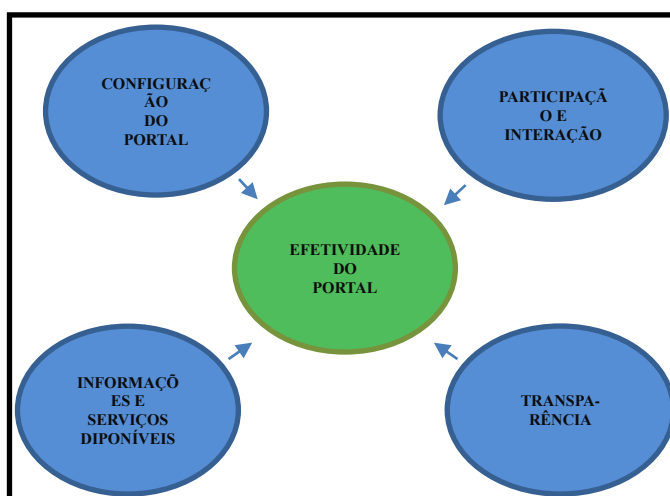 CONFIGURAÇ
ÃO
DO
PORTAL
PARTICIPAÇÃ
O E
INTERAÇÃO
EFETIVIDADE
DO
PORTAL
INFORMAÇÕ
ES E
SERVIÇOS
DIPONÍVEIS
TRANSPA-
RÊNCIA